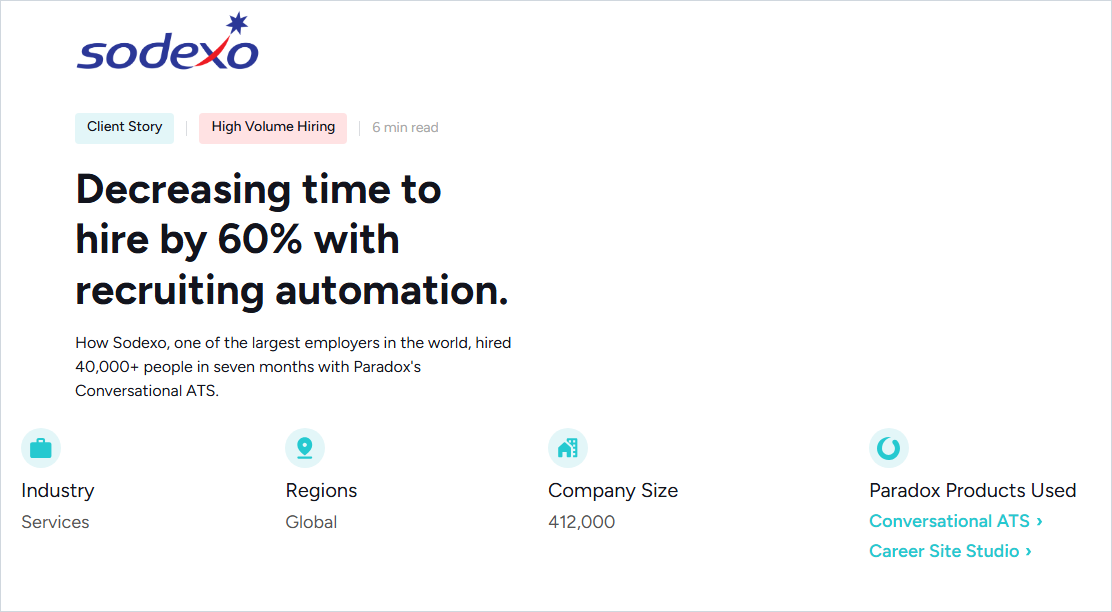 sodexo
Client Story
High Volume Hiring
6 min read
Decreasing time to
hire by 60% with
recruiting automation.
How Sodexo, one of the largest employers in the world, hired
40,000+ people in seven months with Paradox's
Conversational ATS.
Industry
Services
Regions
Global
Company Size
412,000
Paradox Products Used
Conversational ATS ›
Career Site Studio ›